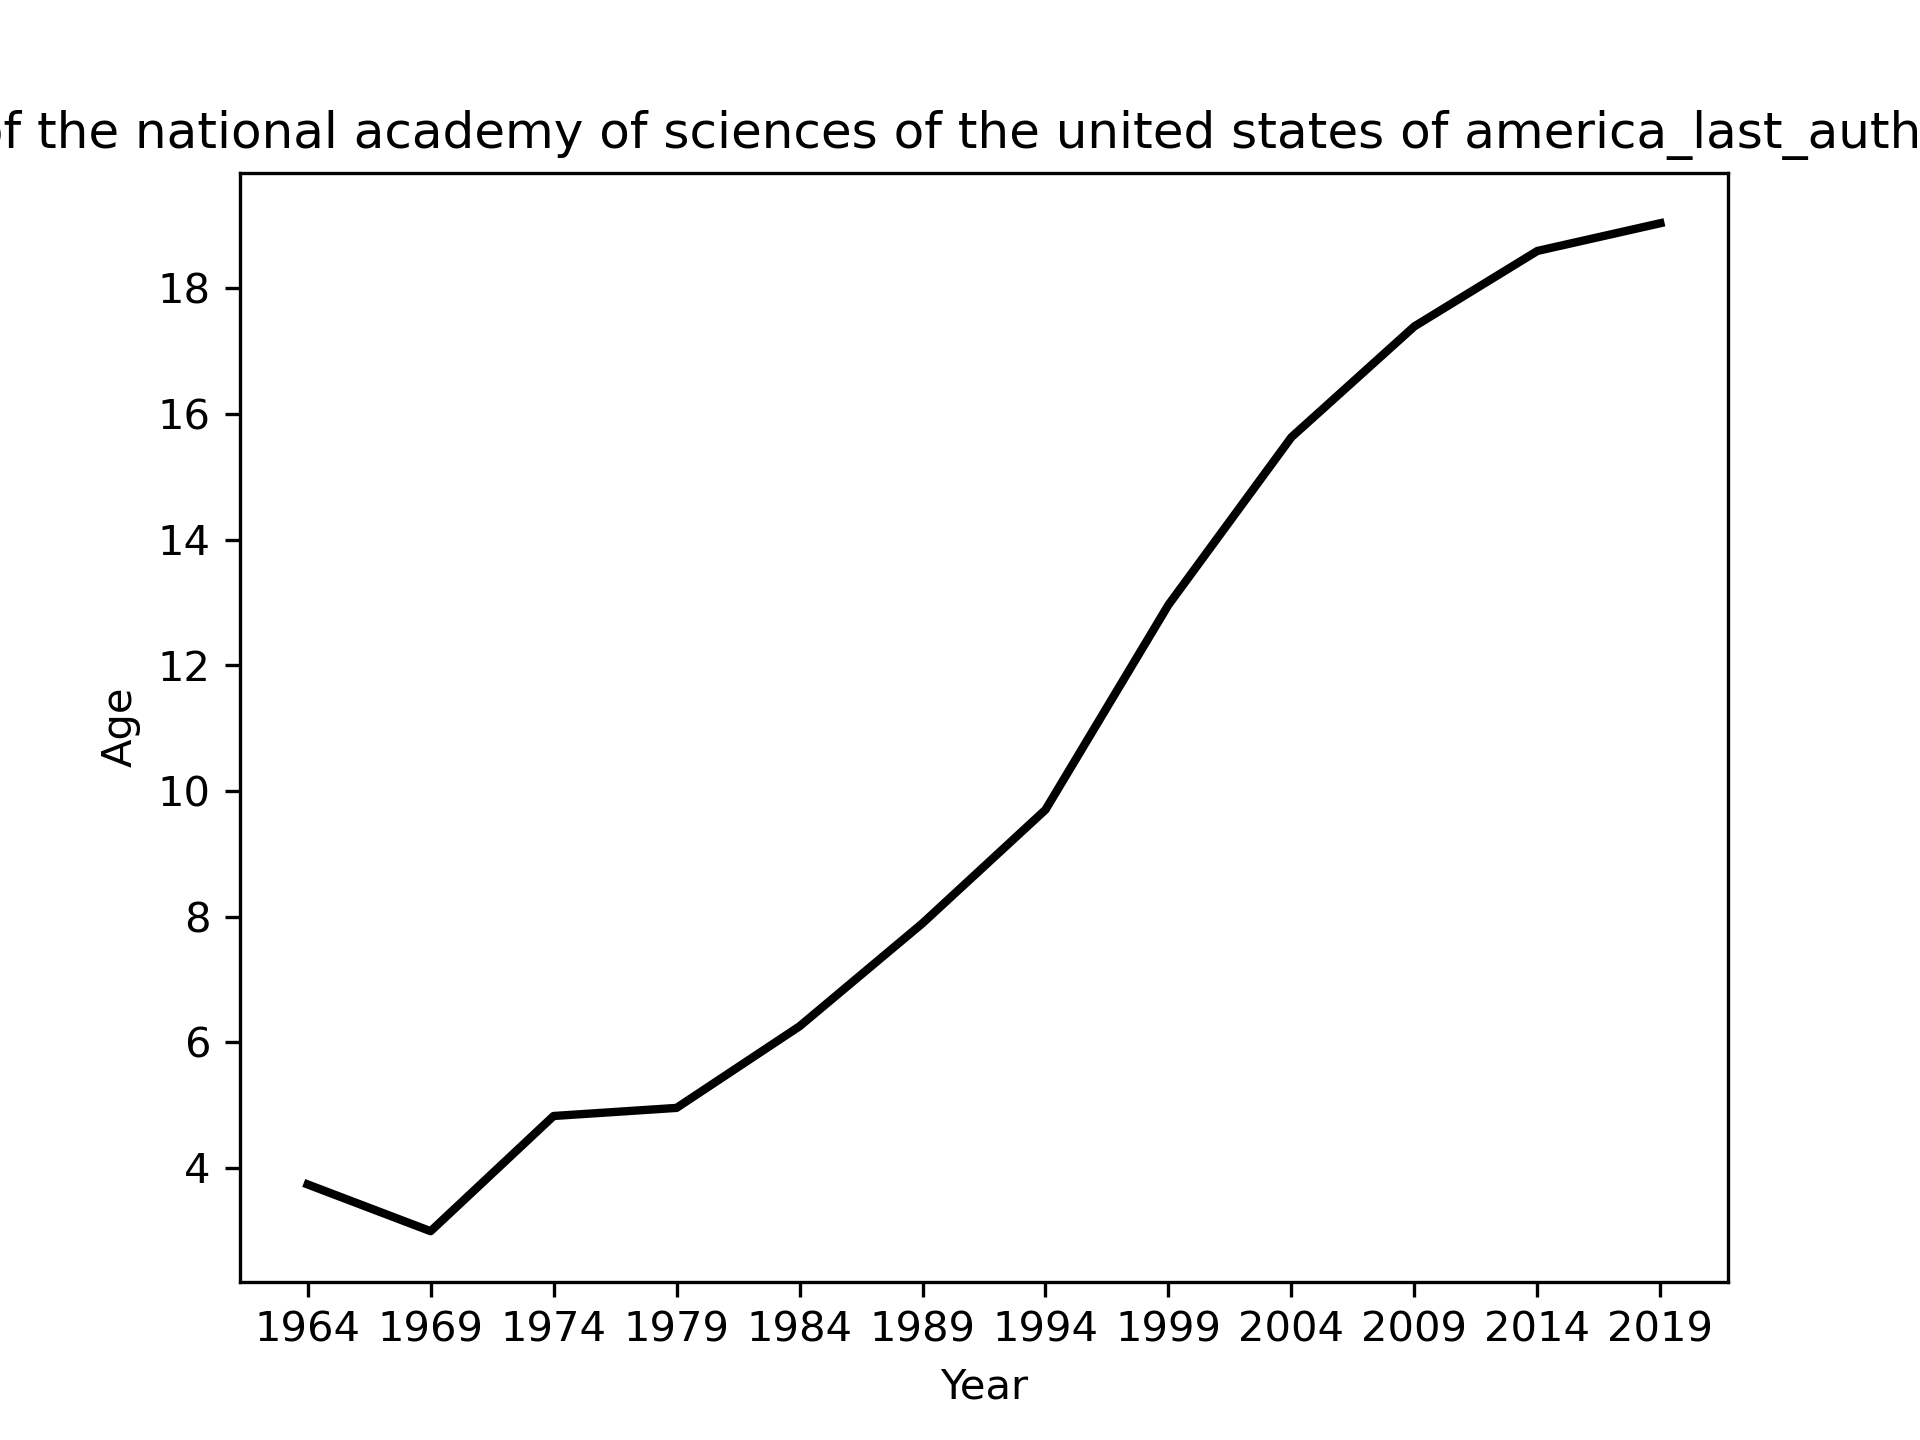 of the national academy of sciences of the united states of america_last_auth
18
16
14
12
10
8
6
4
Age
1964 1969 1974 1979 1984 1989 1994 1999 2004 2009 2014 2019
Year